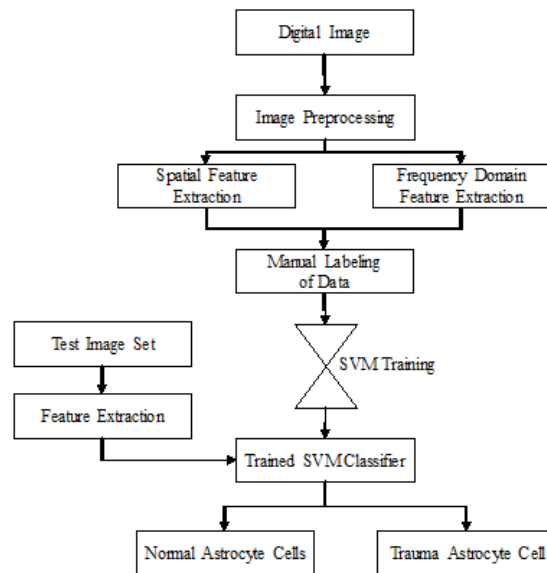 Digital Image
Image Preprocessing
Spatial Feature
Extraction
Frequency Domain
Feature Extraction
Manual Labeling
of Data
SVM Training
Test Image Set
Feature Extraction
Trained SVM Classifier
Normal Astrocyte Cells
Trauma Astrocyte Cell